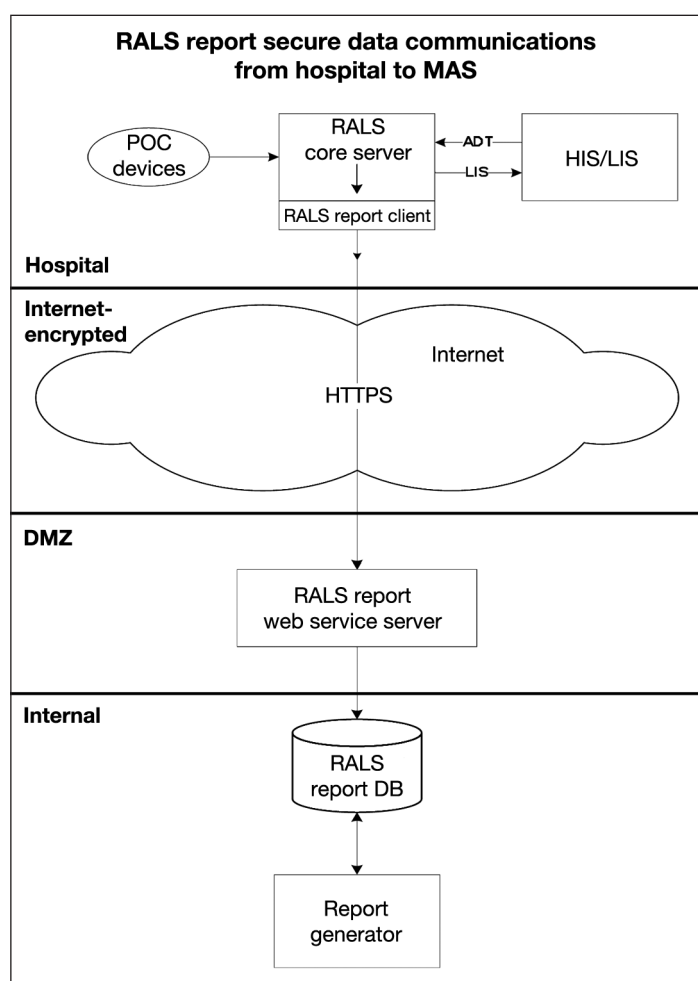 RALS report secure data communications
from hospital to MAS
POC
devices
RALS
core server
ADT
LIS
HIS/LIS
RALS report client
Hospital
Internet-
encrypted
Internet
HTTPS
DMZ
RALS report
web service server
Internal
RALS
report DB
Report
generator